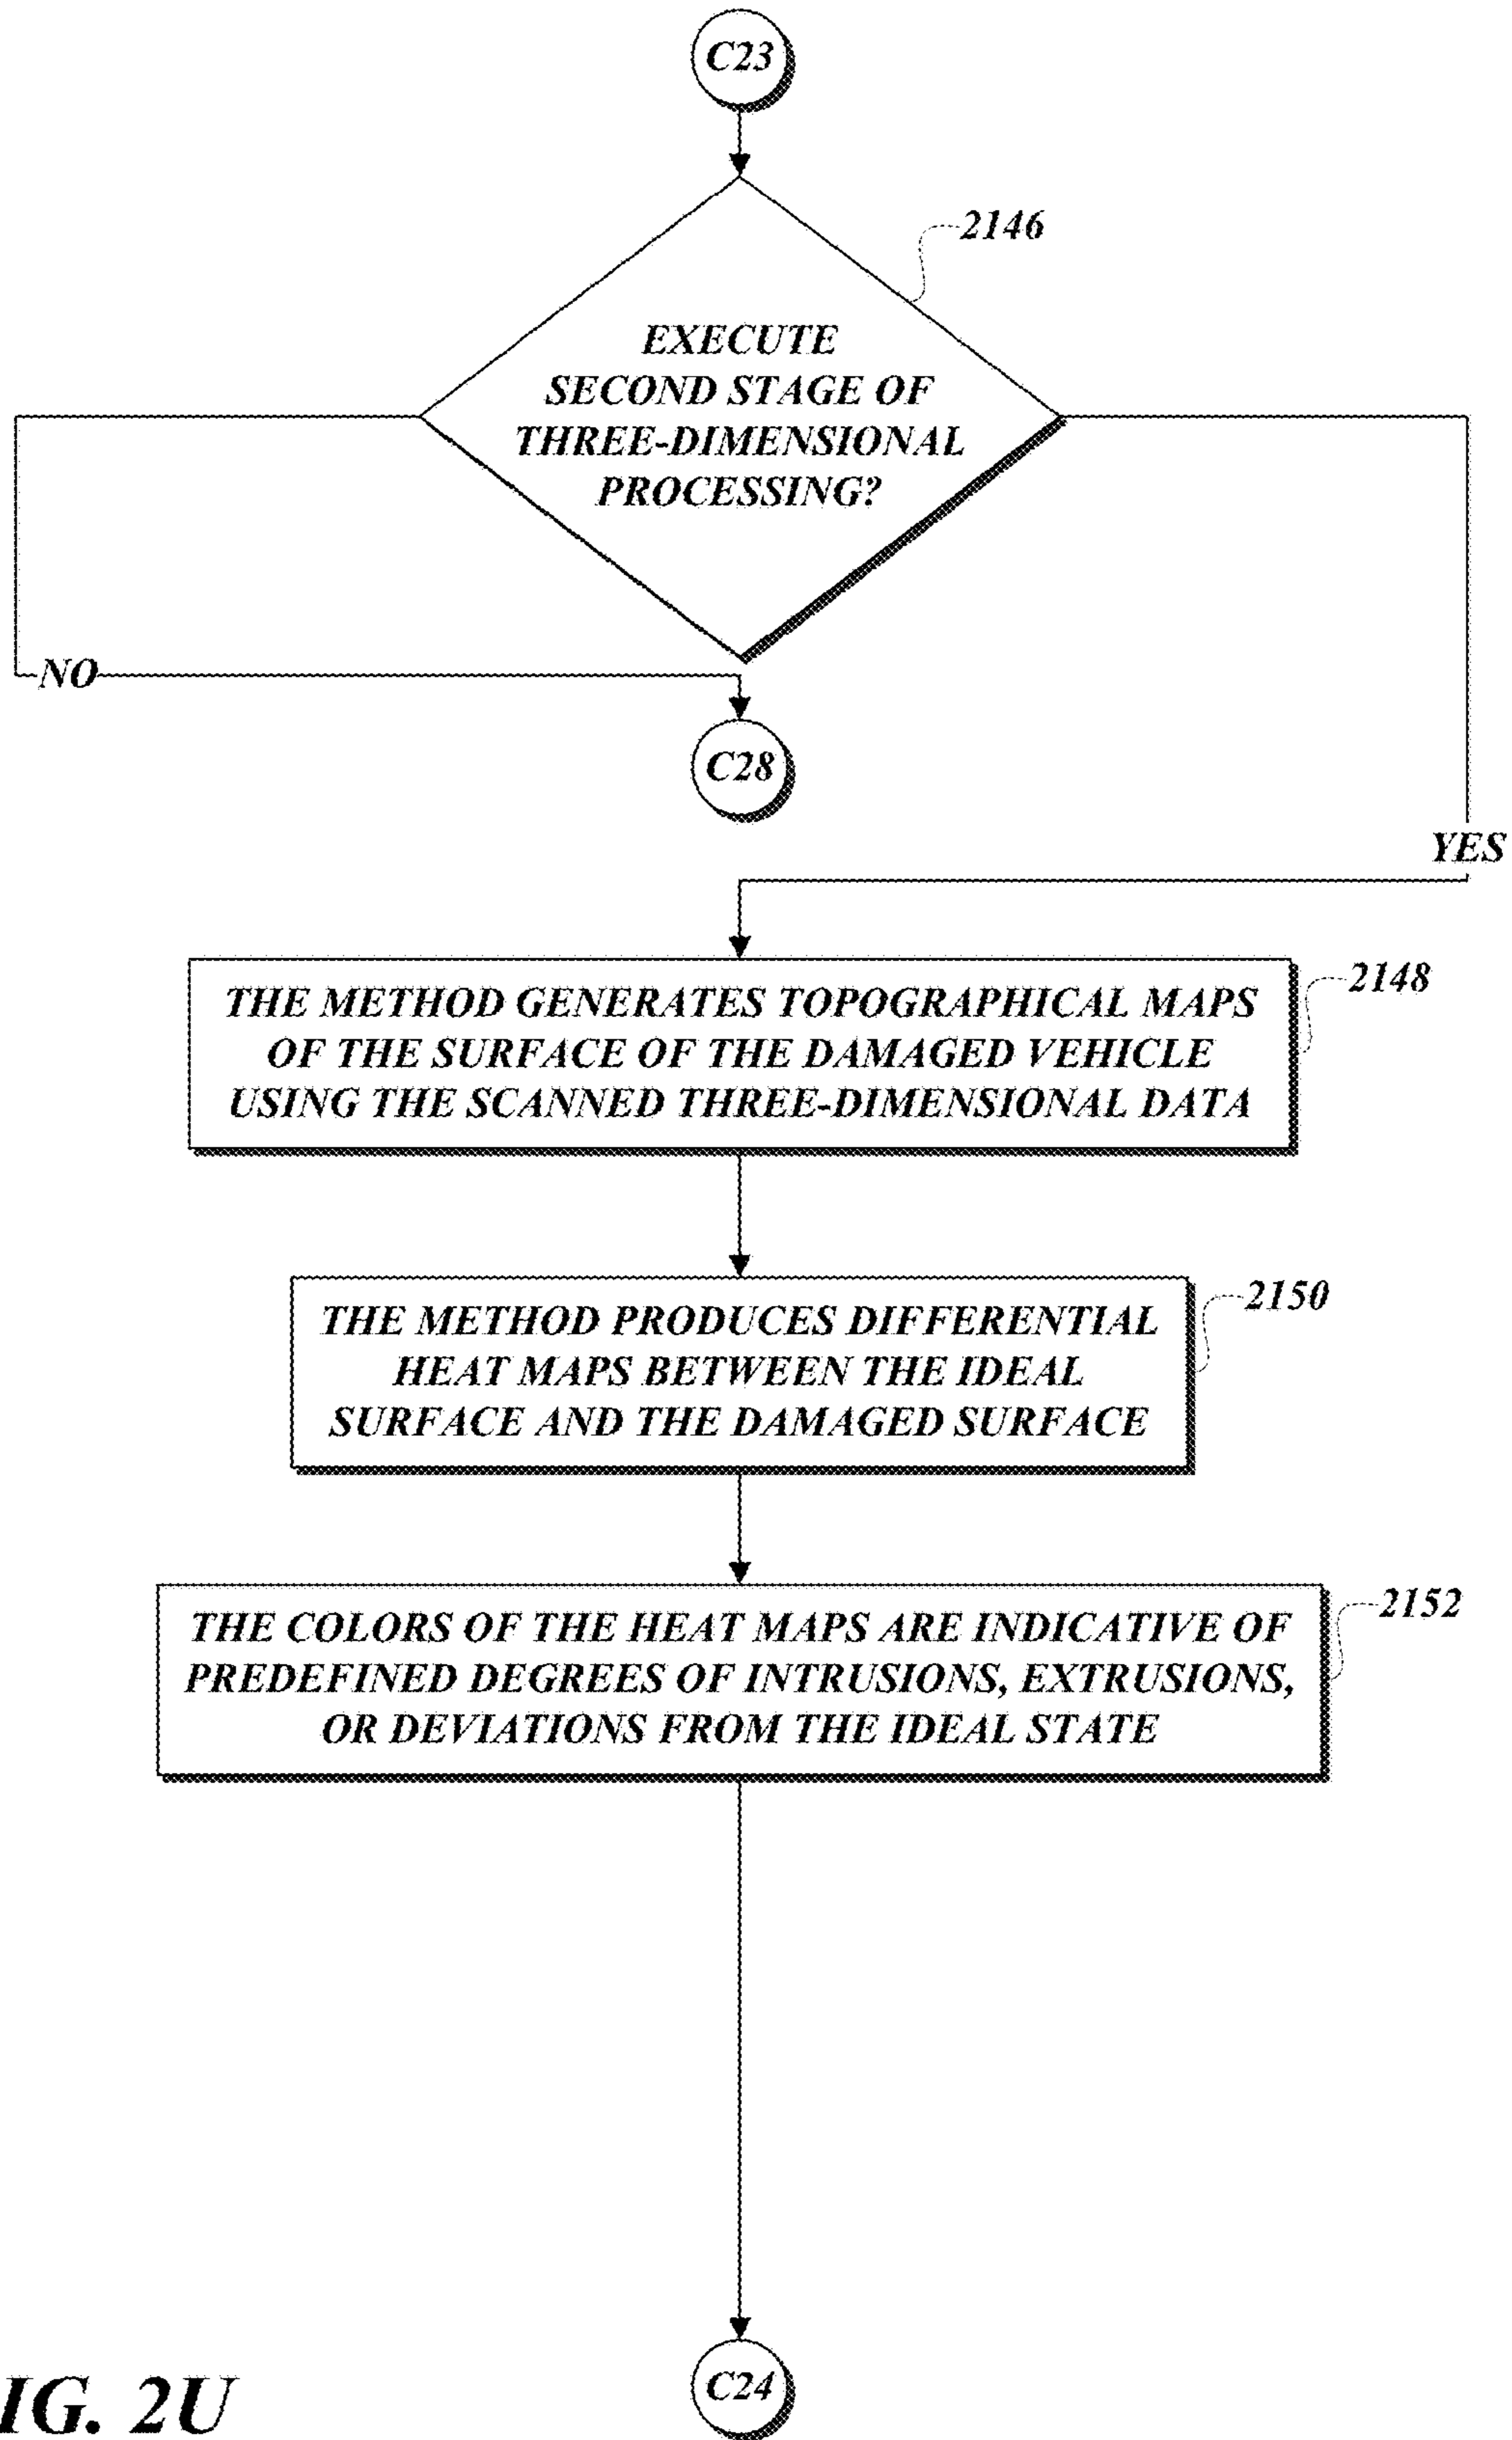 C23
2146
EXECUTE
SECOND STAGE OF
THREE-DIMENSIONAL
PROCESSING?
NO
C28
YES
2148
THE METHOD GENERATES TOPOGRAPHICAL MAPS
OF THE SURFACE OF THE DAMAGED VEHICLE
USING THE SCANNED THREE-DIMENSIONAL DATA
2150
THE METHOD PRODUCES DIFFERENTIAL
HEAT MAPS BETWEEN THE IDEAL
SURFACE AND THE DAMAGED SURFACE
2152
THE COLORS OF THE HEAT MAPS ARE INDICATIVE OF
PREDEFINED DEGREES OF INTRUSIONS, EXTRUSIONS,
OR DEVIATIONS FROM THE IDEAL STATE
C24
IG. 2U